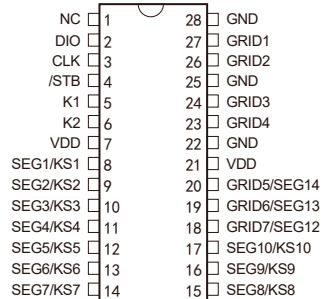 NC 1 28 GND
DIO 2 27 GRID1
CLK 3 26 GRID2
/STB 4 25 GND
K1 5 24 GRID3
K2 6 23 GRID4
VDD 7 22 GND
SEG1/KS1 8 21 VDD
SEG2/KS2 9 20 GRID5/SEG14
SEG3/KS3 10 19 GRID6/SEG13
SEG4/KS4 11 18 GRID7/SEG12
SEG5/KS5 12 17 SEG10/KS10
SEG6/KS6 13 16 SEG9/KS9
SEG7/KS7 14 15 SEG8/KS8